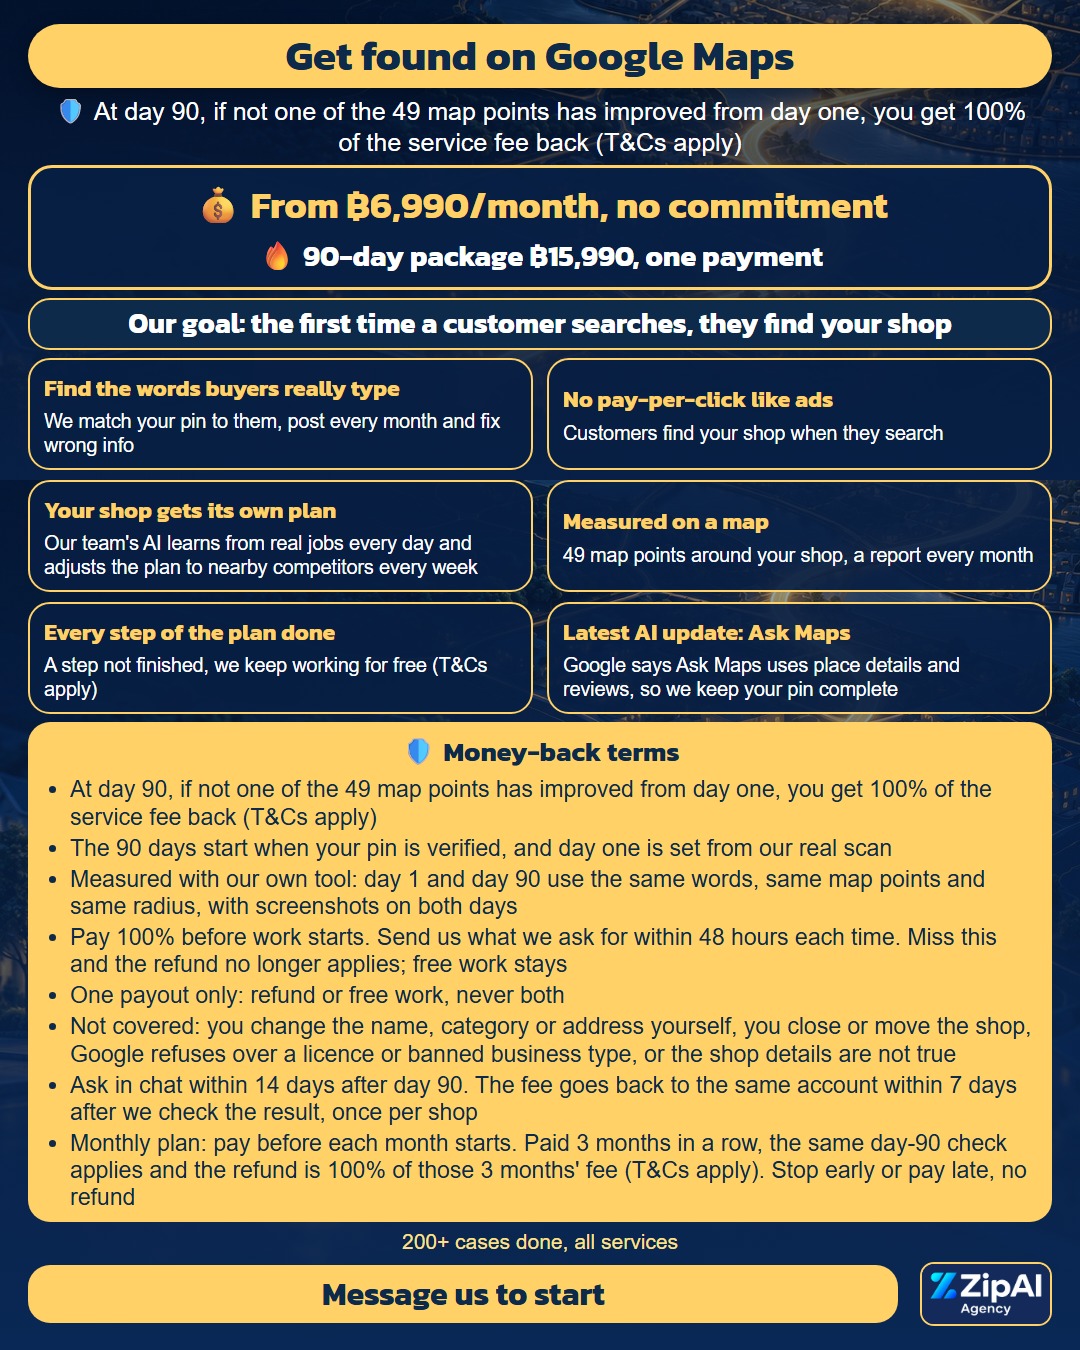 Get found on Google Maps
At day 90, if not one of the 49 map points has improved from day one, you get 100%
of the service fee back (T&Cs apply)
From ฿6,990/month, no commitment
90-day package ฿15,990, one payment
Our goal: the first time a customer searches, they find your shop
Find the words buyers really type
We match your pin to them, post every month and fix
wrong info
No pay-per-click like ads
Customers find your shop when they search
Your shop gets its own plan
Our team's AI learns from real jobs every day and
adjusts the plan to nearby competitors every week
Measured on a map
49 map points around your shop, a report every month
Every step of the plan done
A step not finished, we keep working for free (T&Cs
apply)
Latest AI update: Ask Maps
Google says Ask Maps uses place details and
reviews, so we keep your pin complete
Money-back terms
• At day 90, if not one of the 49 map points has improved from day one, you get 100% of the
service fee back (T&Cs apply)
• The 90 days start when your pin is verified, and day one is set from our real scan
• Measured with our own tool: day 1 and day 90 use the same words, same map points and
same radius, with screenshots on both days
• Pay 100% before work starts. Send us what we ask for within 48 hours each time. Miss this
and the refund no longer applies; free work stays
• One payout only: refund or free work, never both
• Not covered: you change the name, category or address yourself, you close or move the shop,
Google refuses over a licence or banned business type, or the shop details are not true
• Ask in chat within 14 days after day 90. The fee goes back to the same account within 7 days
after we check the result, once per shop
• Monthly plan: pay before each month starts. Paid 3 months in a row, the same day-90 check
applies and the refund is 100% of those 3 months' fee (T&Cs apply). Stop early or pay late, no
refund
200+ cases done, all services
Message us to start
ZipAI
Agency